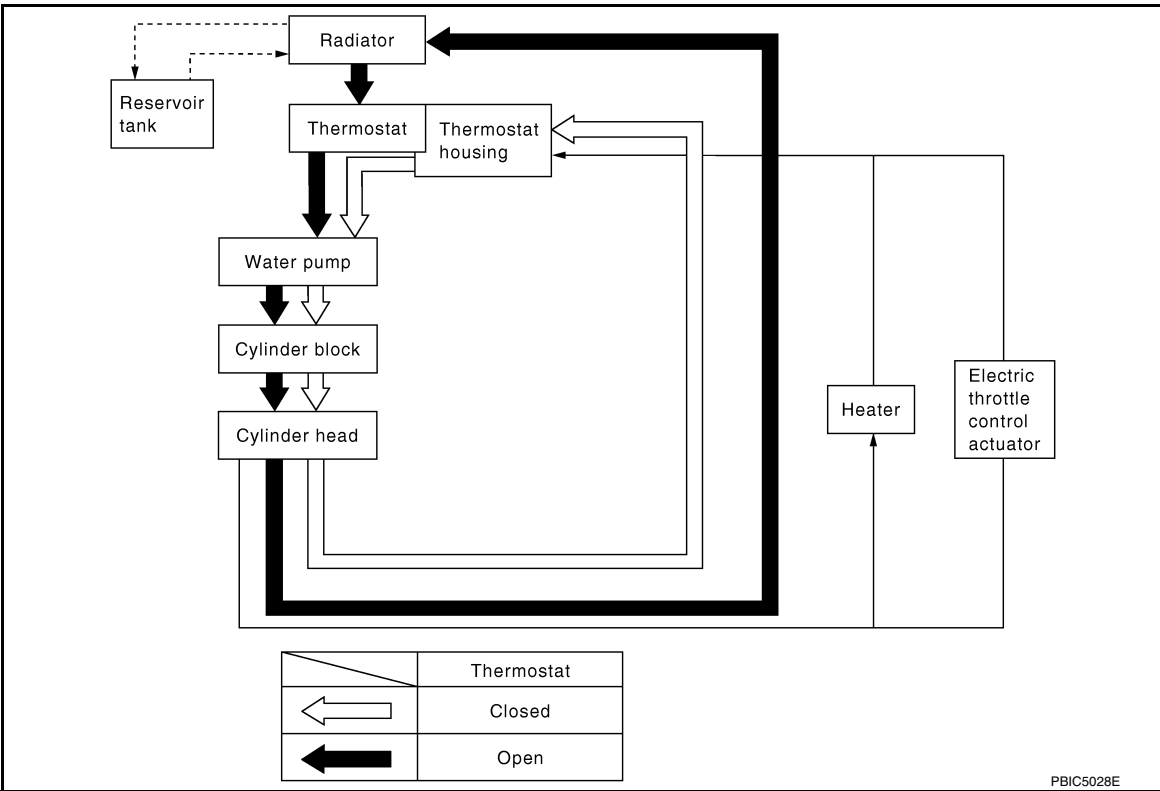 Radiator
Reservoir
tank
Thermostat
Thermostat
housing
Water pump
Cylinder block
Cylinder head
Heater
Electric
throttle
control
actuator
Thermostat
Closed
Open
PBIC5028E